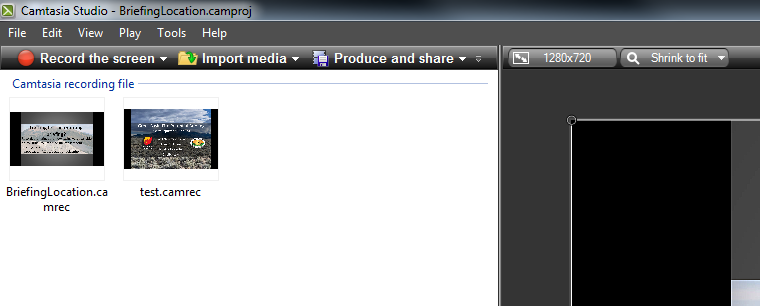 Camtasia Studio - BriefingLocation.camproj
File Edit View Play Tools Help
Record the screen Import media Produce and share 1280x720 Shrink to fit
Camtasia recording file
BriefingLocation.ca
mrec
test.camrec